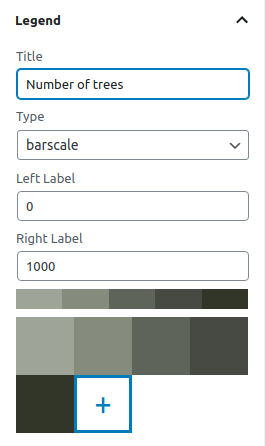 Legend
Title
Number of trees
Type
barscale
Left Label
0
Right Label
1000
+